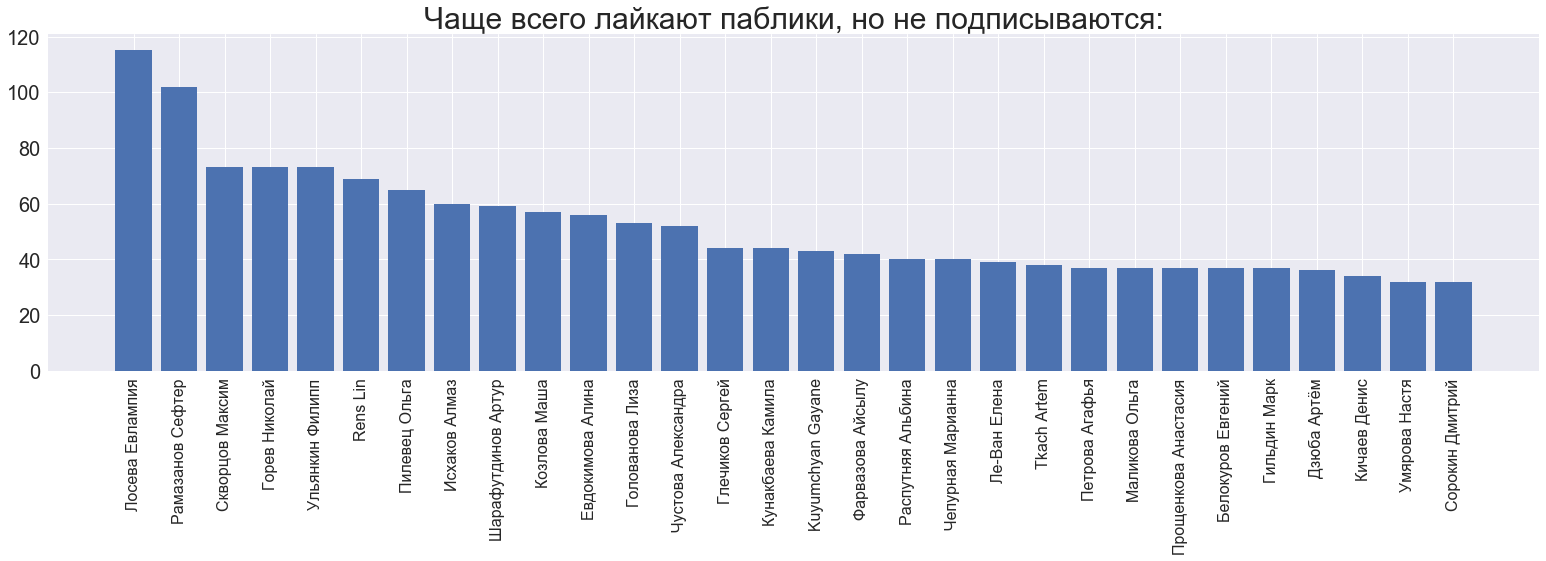 Чаще всего лайкают паблики, но не подписываются:
120
100
80
60
40
20
0
Лосева Евлампия
Рамазанов Сефтер
Скворцов Максим
Горев Николай
Ульянкин Филипп
Rens Lin
Пилевец Ольга
Исхаков Алмаз
Шарафутдинов Артур
Козлова Маша
Евдокимова Алина
Голованова Лиза
Чустова Александра
Глечиков Сергей
Кунакбаева Камила
Kuyumchyan Gayane
Фарвазова Айсылу
Распутняя Альбина
Чепурная Марианна
Ле-Ван Елена
Tkach Artem
Петрова Агафья
Маликова Ольга
Прощенкова Анастасия
Белокуров Евгений
Гильдин Марк
Дзюба Артём
Кичаев Денис
Умярова Настя
Сорокин Дмитрий